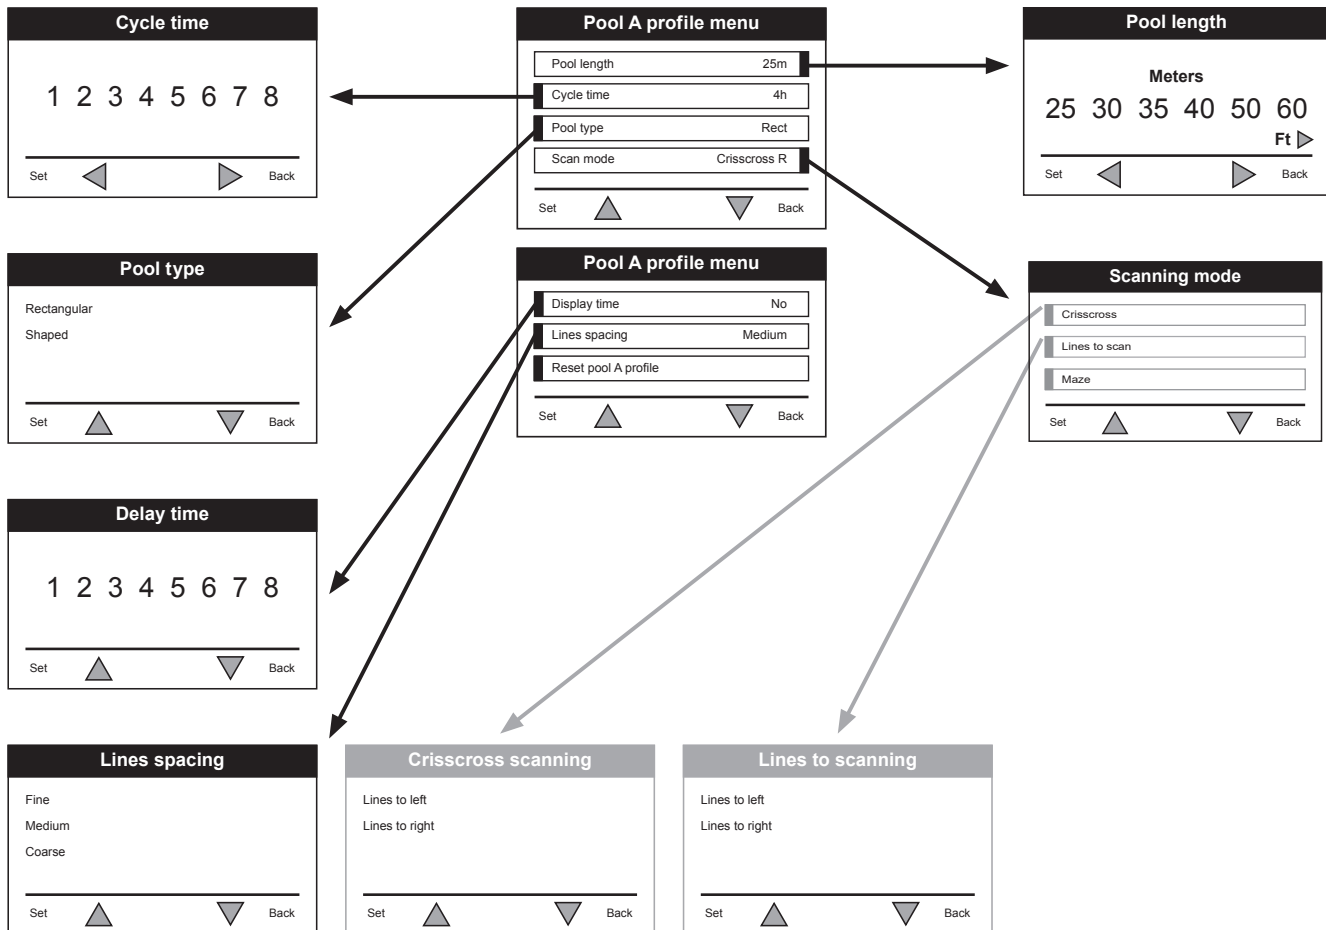 Cycle time
1 2 3 4 5 6 7 8
Set Back
Pool A profile menu
Pool length 25m
Cycle time 4h
Pool type Rect
Scan mode Crisscross R
Set Back
Pool length
Meters
25 30 35 40 50 60
Ft
Set Back
Pool type
Rectangular
Shaped
Set Back
Pool A profile menu
Display time No
Lines spacing Medium
Reset pool A profile
Set Back
Scanning mode
Crisscross
Lines to scan
Maze
Set Back
Delay time
1 2 3 4 5 6 7 8
Set Back
Lines spacing
Fine
Medium
Coarse
Set Back
Crisscross scanning
Lines to left
Lines to right
Set Back
Lines to scanning
Lines to left
Lines to right
Set Back